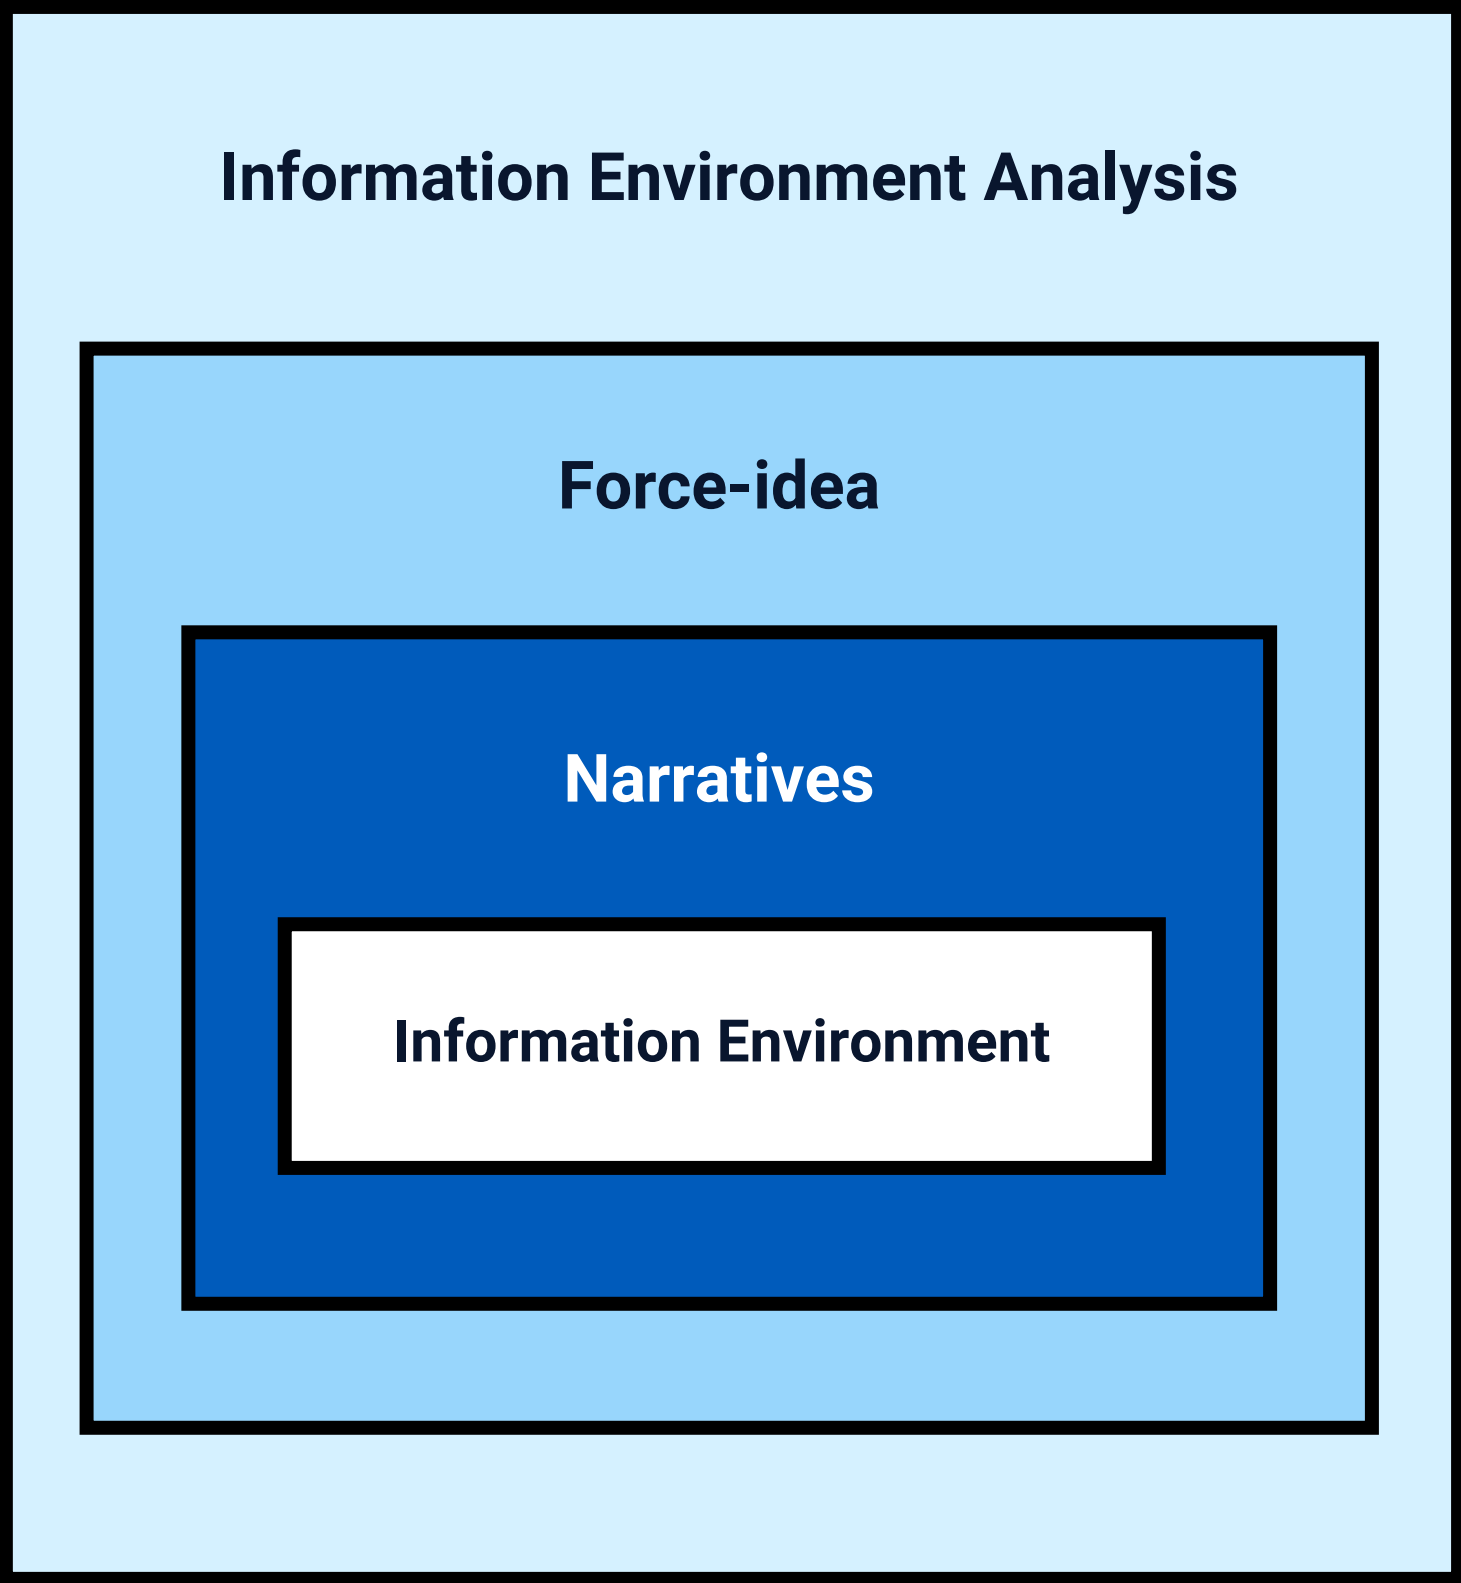 Information Environment Analysis
Force-idea
Narratives
Information Environment